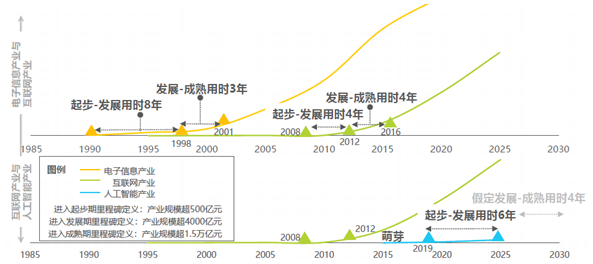 电子信息产业与
互联网产业
发展-成熟用时3年
起步-发展用时8年
发展-成熟用时4年
起步-发展用时4年
1998
2001
2008
2012
2016
1985
1990
1995
2000
2005
2010
2015
2020
2025
2030
互联网产业与
人工智能产业
图例
电子信息产业
互联网产业
人工智能产业
进入起步期里程碑定义：产业规模超500亿元
进入发展期里程碑定义：产业规模超4000亿元
进入成熟期里程碑定义：产业规模超1.5万亿元
假定发展-成熟用时4年
起步-发展用时6年
2008
2012
萌芽
2019
1985
1990
1995
2000
2005
2010
2015
2020
2025
2030